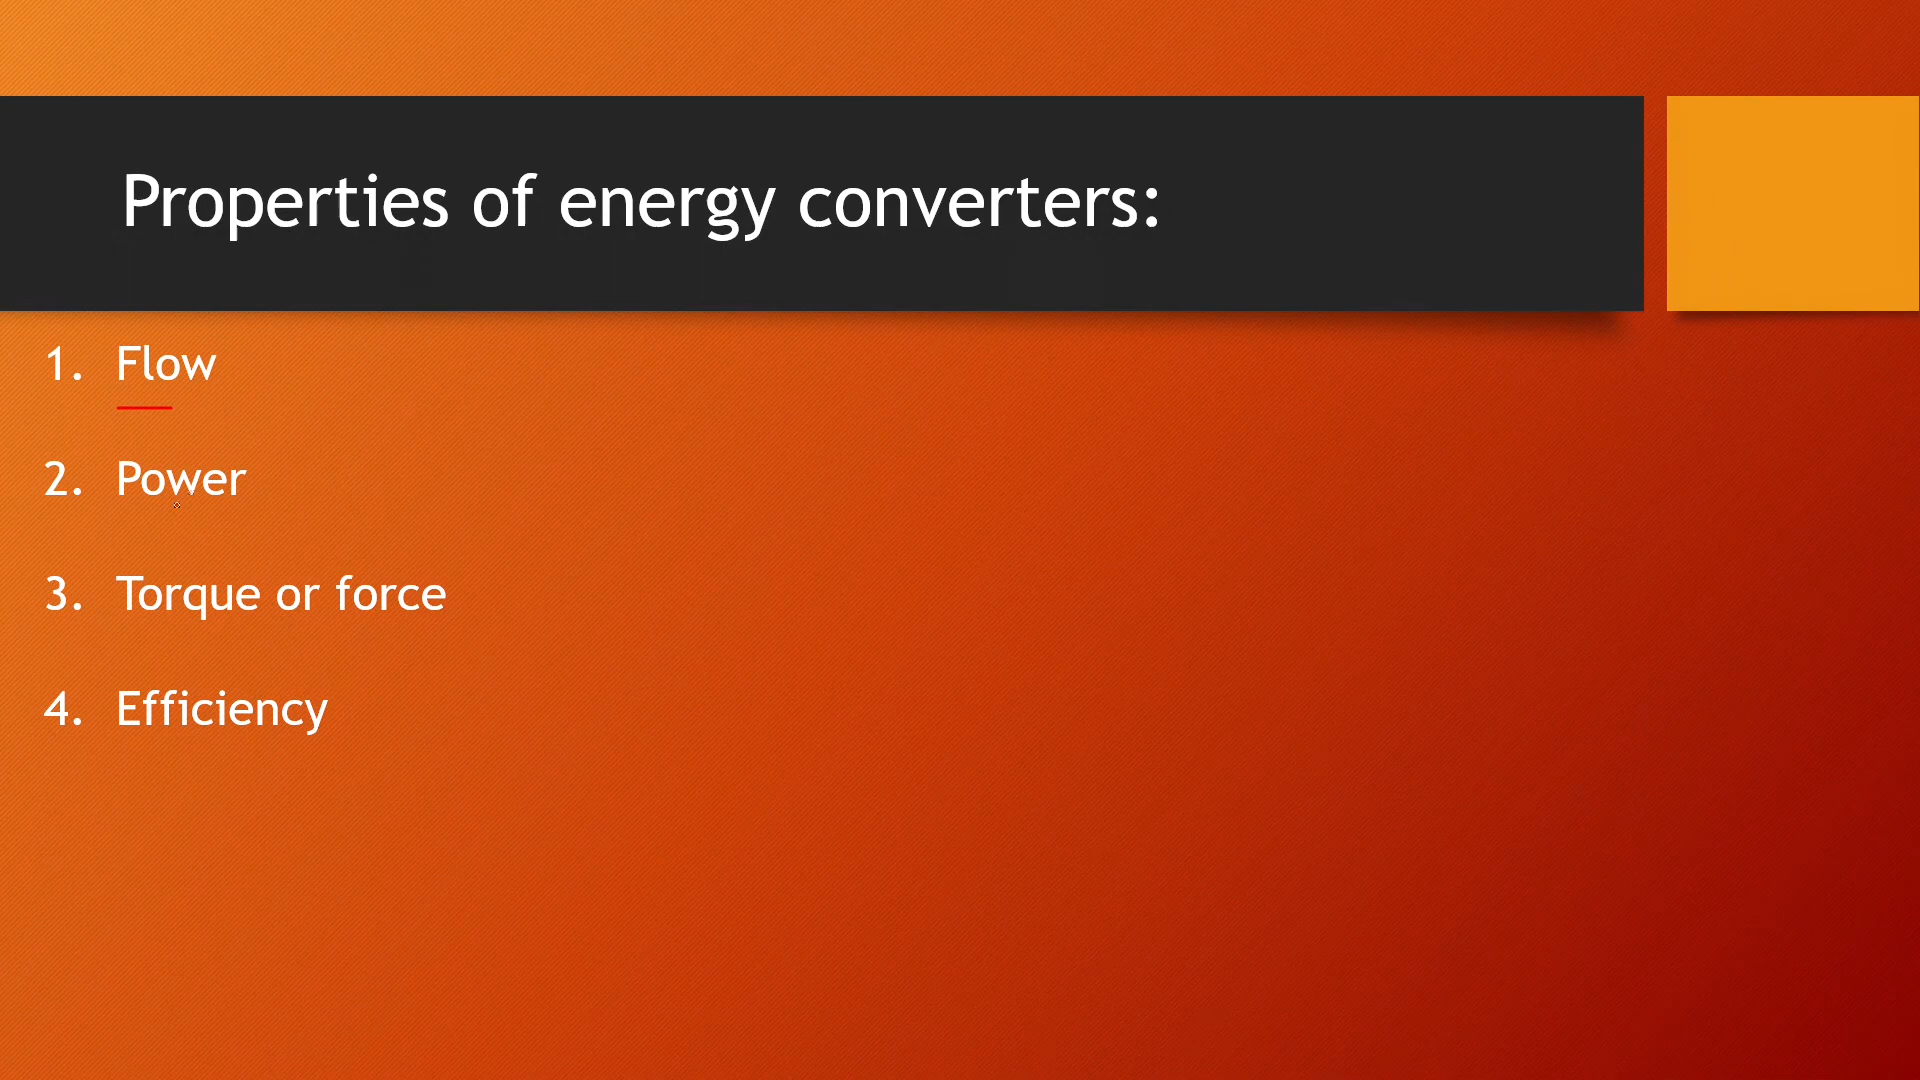 Properties of energy converters:
1. Flow
2. Power
3. Torque or force
4. Efficiency